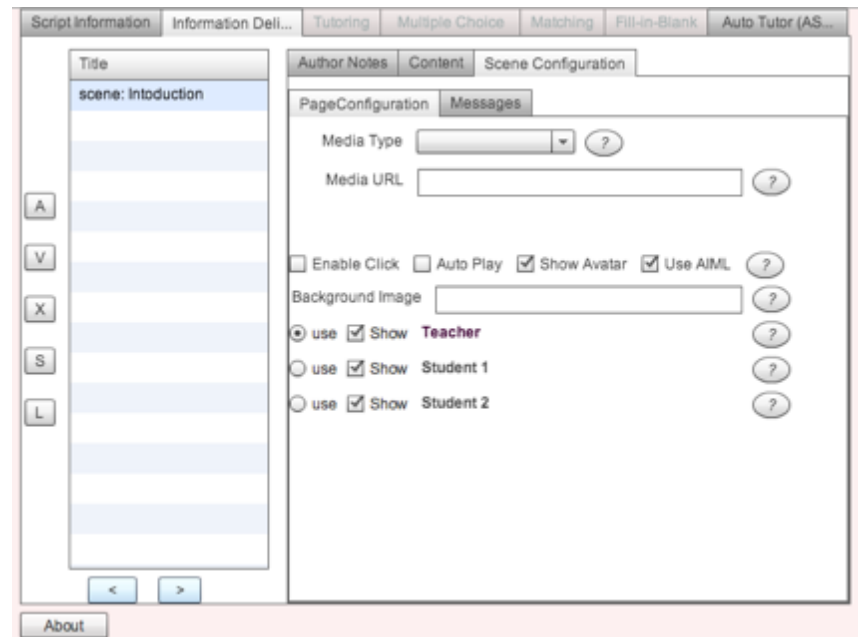 Script Information Information Deli... Tutoring Multiple Choice Matching Fill-in-Blank Auto Tutor (AS...
Title
scene: Intoduction
Author Notes Content Scene Configuration
PageConfiguration Messages
Media Type ?
Media URL ?
A
V
X
S
L
Enable Click Auto Play Show Avatar Use AIML ?
Background Image ?
use Show Teacher ?
use Show Student 1 ?
use Show Student 2 ?
< >
About